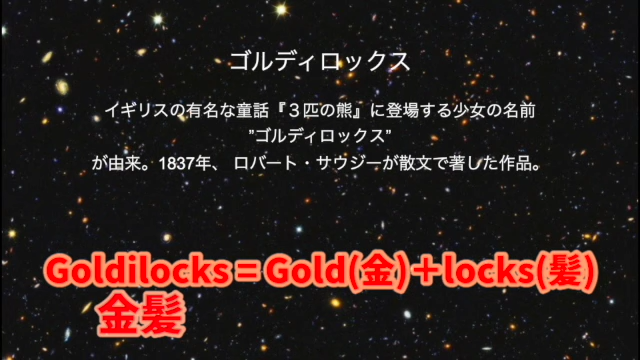 ゴルディロックス
イギリスの有名な童話『３匹の熊』に登場する少女の名前
”ゴルディロックス”
が由来。1837年、 ロバート・サウジーが散文で著した作品。
Goldilocks＝Gold(金)＋locks(髪)
金髪